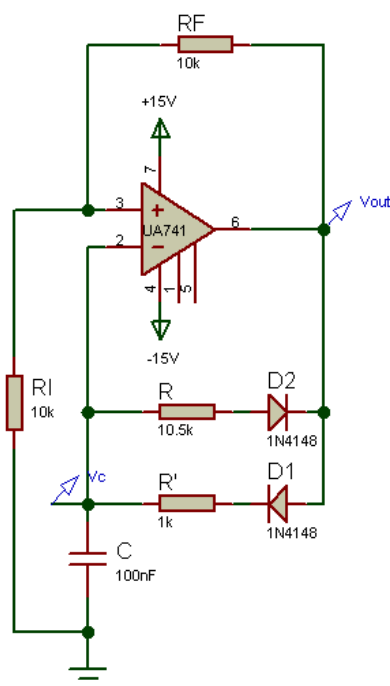 RF
10k
+15V
7
3
+
6
Vout
UA741
2
−
4
1
5
-15V
RI
10k
R
10.5k
D2
1N4148
Vc
R'
1k
D1
1N4148
C
100nF